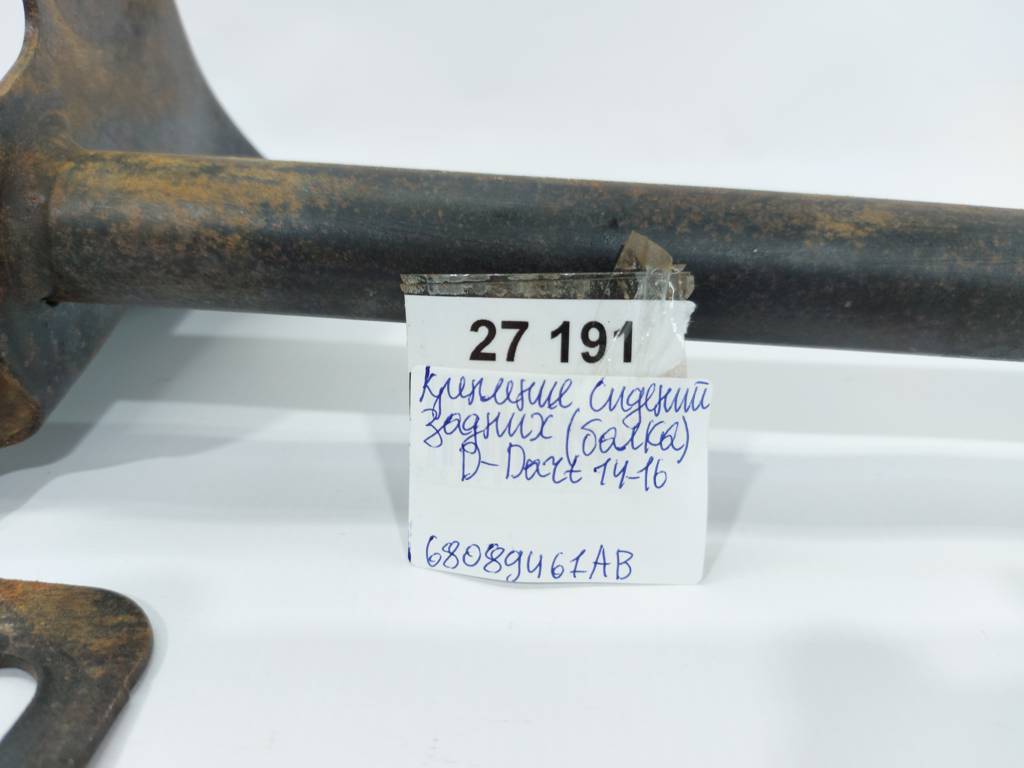 27 191
Крепление сидений
задних (балка)
D-Dart 14-16
68089461AB